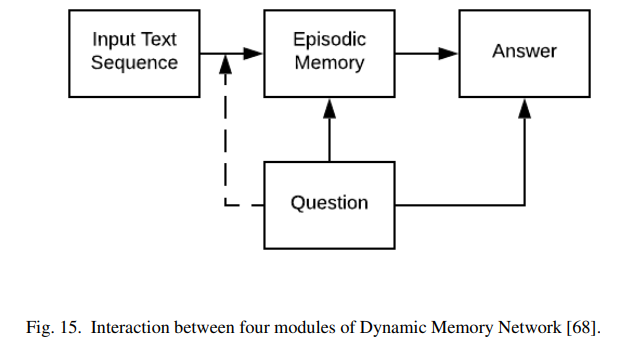 Input Text
Sequence
Episodic
Memory
Answer
Question
Fig. 15. Interaction between four modules of Dynamic Memory Network [68].